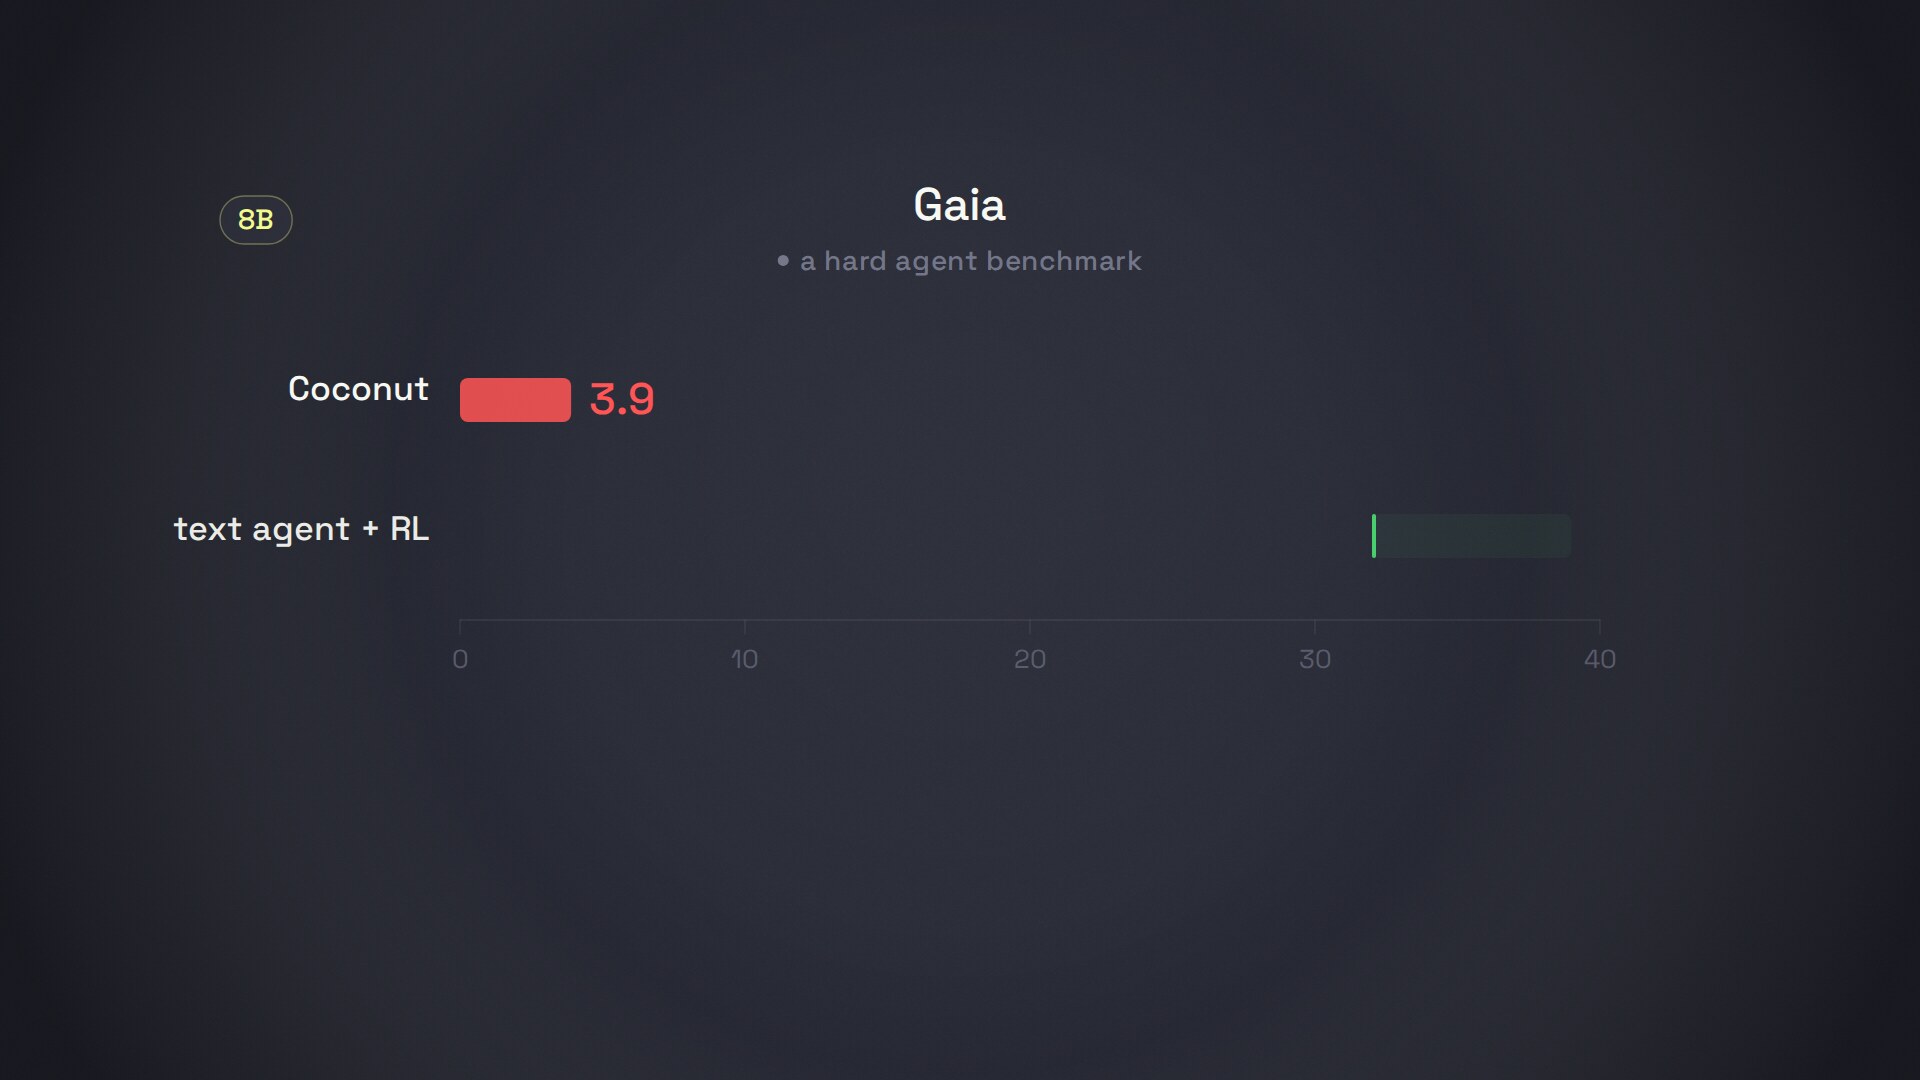 8B
Gaia
a hard agent benchmark
Coconut
3.9
text agent + RL
0 10 20 30 40